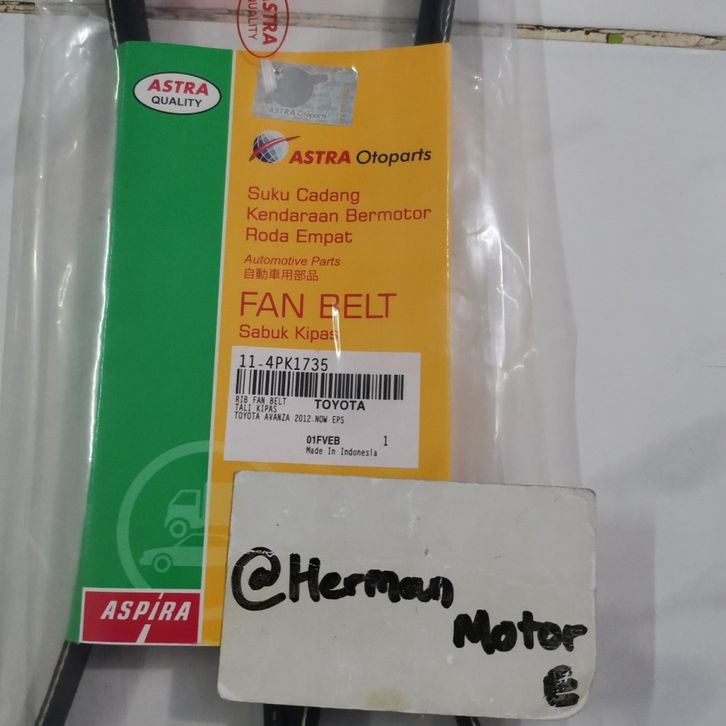 ASTRA
QUALITY
ASTRA
QUALITY
ASTRA Otoparts
ASTRA Otoparts
Suku Cadang
Kendaraan Bermotor
Roda Empat
Automotive Parts
自動車用部品
FAN BELT
Sabuk Kipas
11-4PK1735
RIB FAN BELT
TALI KIPAS
TOYOTA
TOYOTA AVANZA 2012-NOW EPS
01FVEB 1
Made In Indonesia
ASPIRA
@Herman
Motor
E